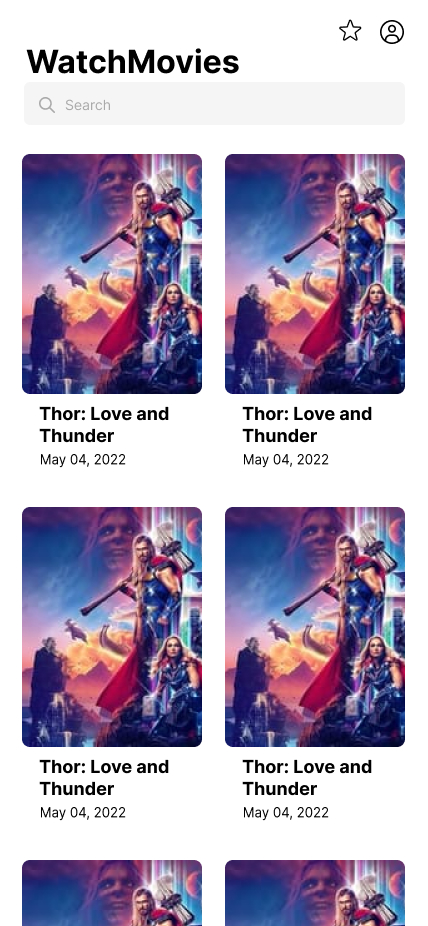 WatchMovies
Search
Thor: Love and
Thunder
May 04, 2022
Thor: Love and
Thunder
May 04, 2022
Thor: Love and
Thunder
May 04, 2022
Thor: Love and
Thunder
May 04, 2022